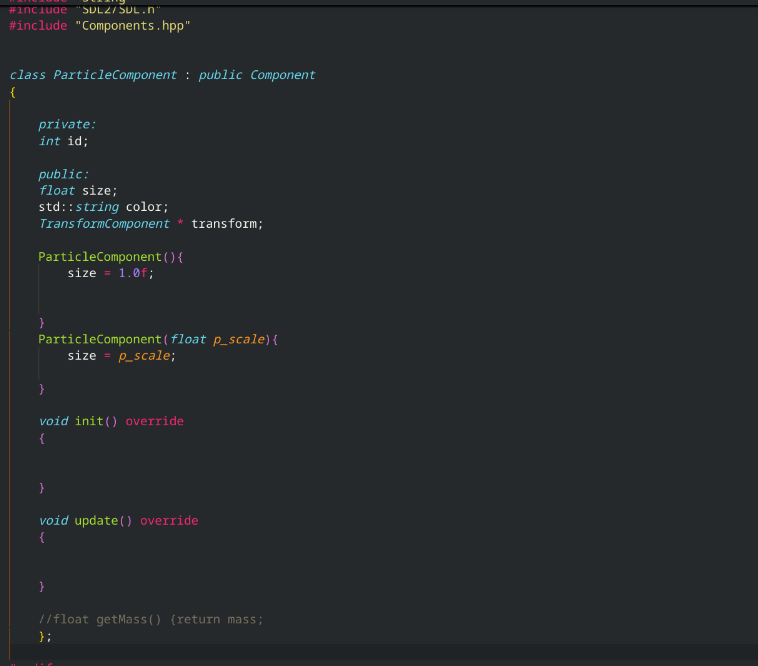 #include "String"
#include "SDL2/SDL.h"
#include "Components.hpp"
class ParticleComponent : public Component
{
private:
int id;
public:
float size;
std::string color;
TransformComponent * transform;
ParticleComponent(){
size = 1.0f;
}
ParticleComponent(float p_scale){
size = p_scale;
}
void init() override
{
}
void update() override
{
}
//float getMass() {return mass;
};